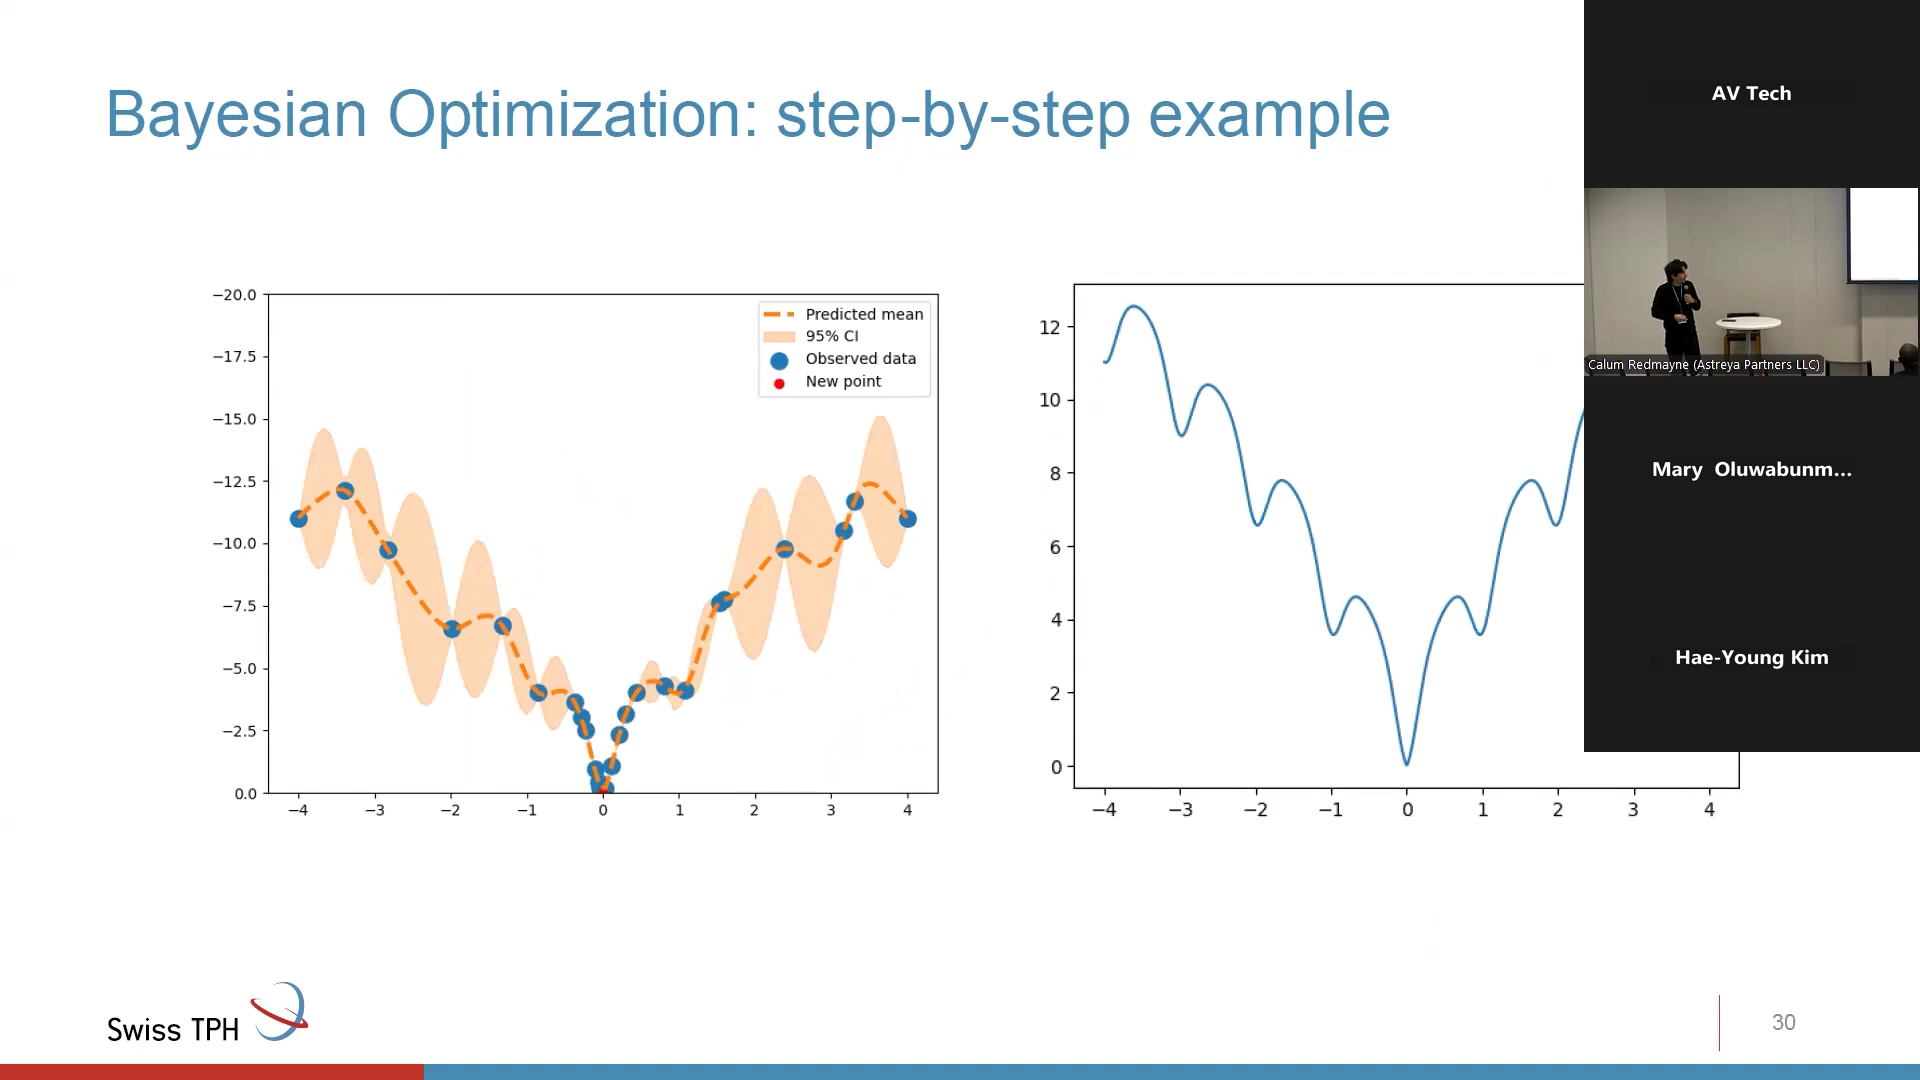 Bayesian Optimization: step-by-step example
−20.0
−17.5
−15.0
−12.5
−10.0
−7.5
−5.0
−2.5
0.0
−4 −3 −2 −1 0 1 2 3 4
Predicted mean
95% CI
Observed data
New point
12
10
8
6
4
2
0
−4 −3 −2 −1 0 1 2 3 4
AV Tech
Calum Redmayne (Astreya Partners LLC)
Mary Oluwabunm...
Hae-Young Kim
Swiss TPH
30